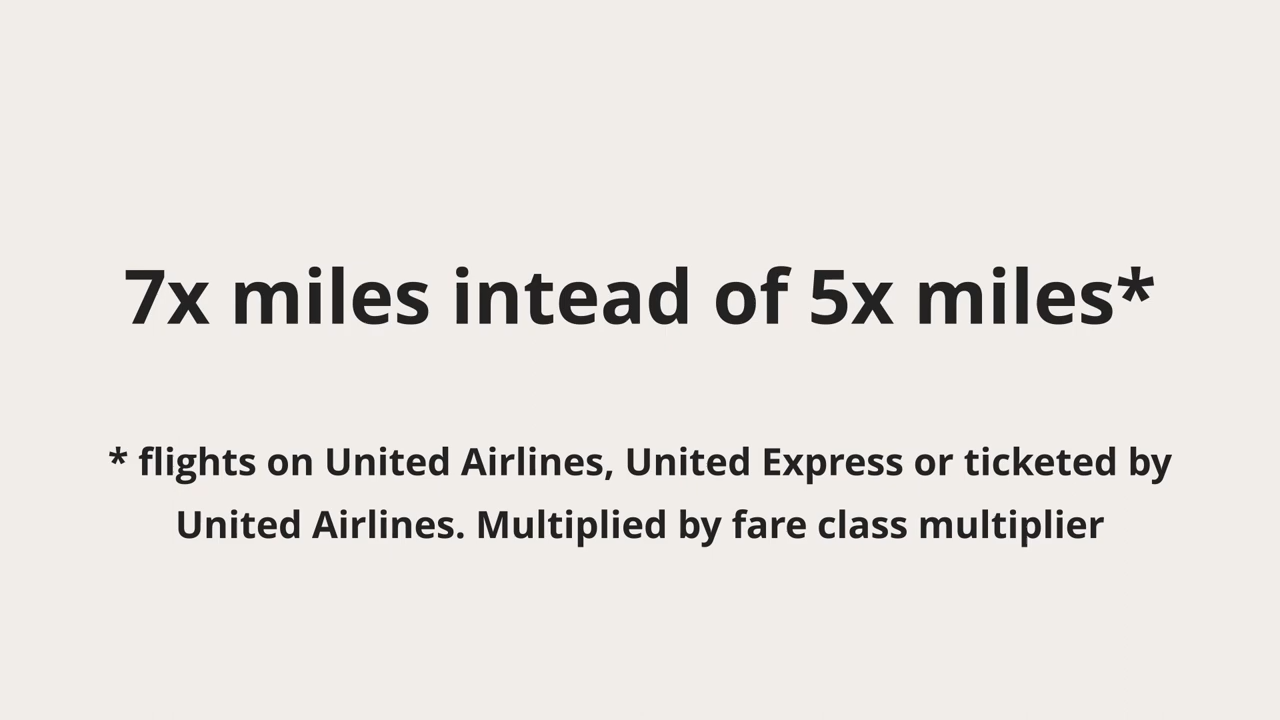 7x miles intead of 5x miles*
* flights on United Airlines, United Express or ticketed by
United Airlines. Multiplied by fare class multiplier